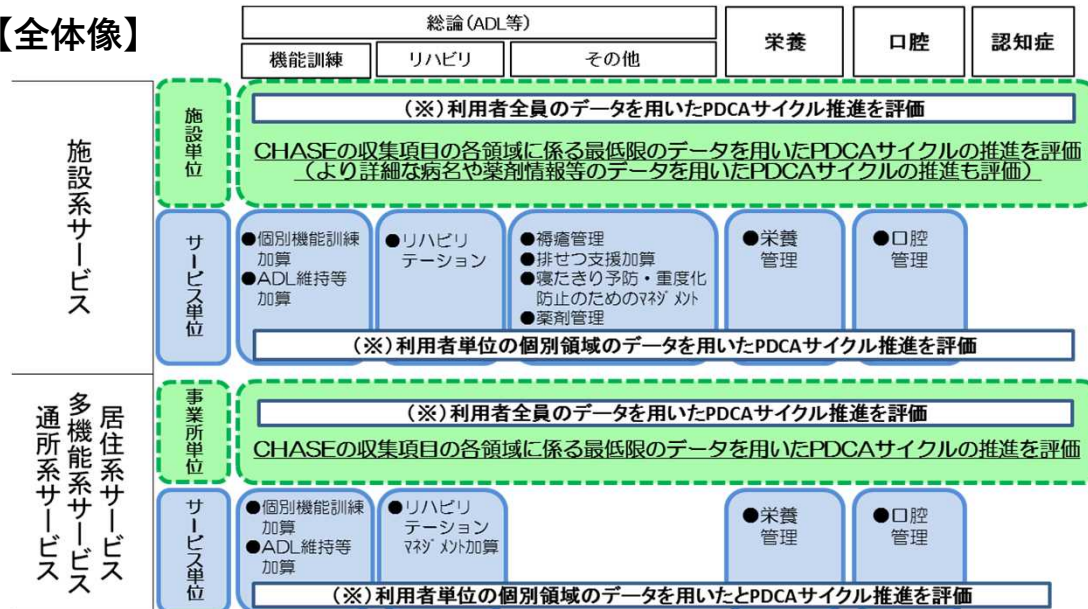 【全体像】
総論(ADL等)
機能訓練
リハビリ
その他
栄養
口腔
認知症
施設系サービス
施設単位
(※)利用者全員のデータを用いたPDCAサイクル推進を評価
CHASEの収集項目の各領域に係る最低限のデータを用いたPDCAサイクルの推進を評価
(より詳細な病名や薬剤情報等のデータを用いたPDCAサイクルの推進も評価)
サービス単位
●個別機能訓練
加算
●ADL維持等
加算
●リハビリ
テーション
●褥瘡管理
●排せつ支援加算
●寝たきり予防・重度化
防止のためのマネジメント
●薬剤管理
●栄養
管理
●口腔
管理
(※)利用者単位の個別領域のデータを用いたPDCAサイクル推進を評価
居住系サービス
多機能系サービス
通所系サービス
事業所単位
(※)利用者全員のデータを用いたPDCAサイクル推進を評価
CHASEの収集項目の各領域に係る最低限のデータを用いたPDCAサイクルの推進を評価
サービス単位
●個別機能訓練
加算
●ADL維持等
加算
●リハビリ
テーション
マネジメント加算
●栄養
管理
●口腔
管理
(※)利用者単位の個別領域のデータを用いたとPDCAサイクル推進を評価